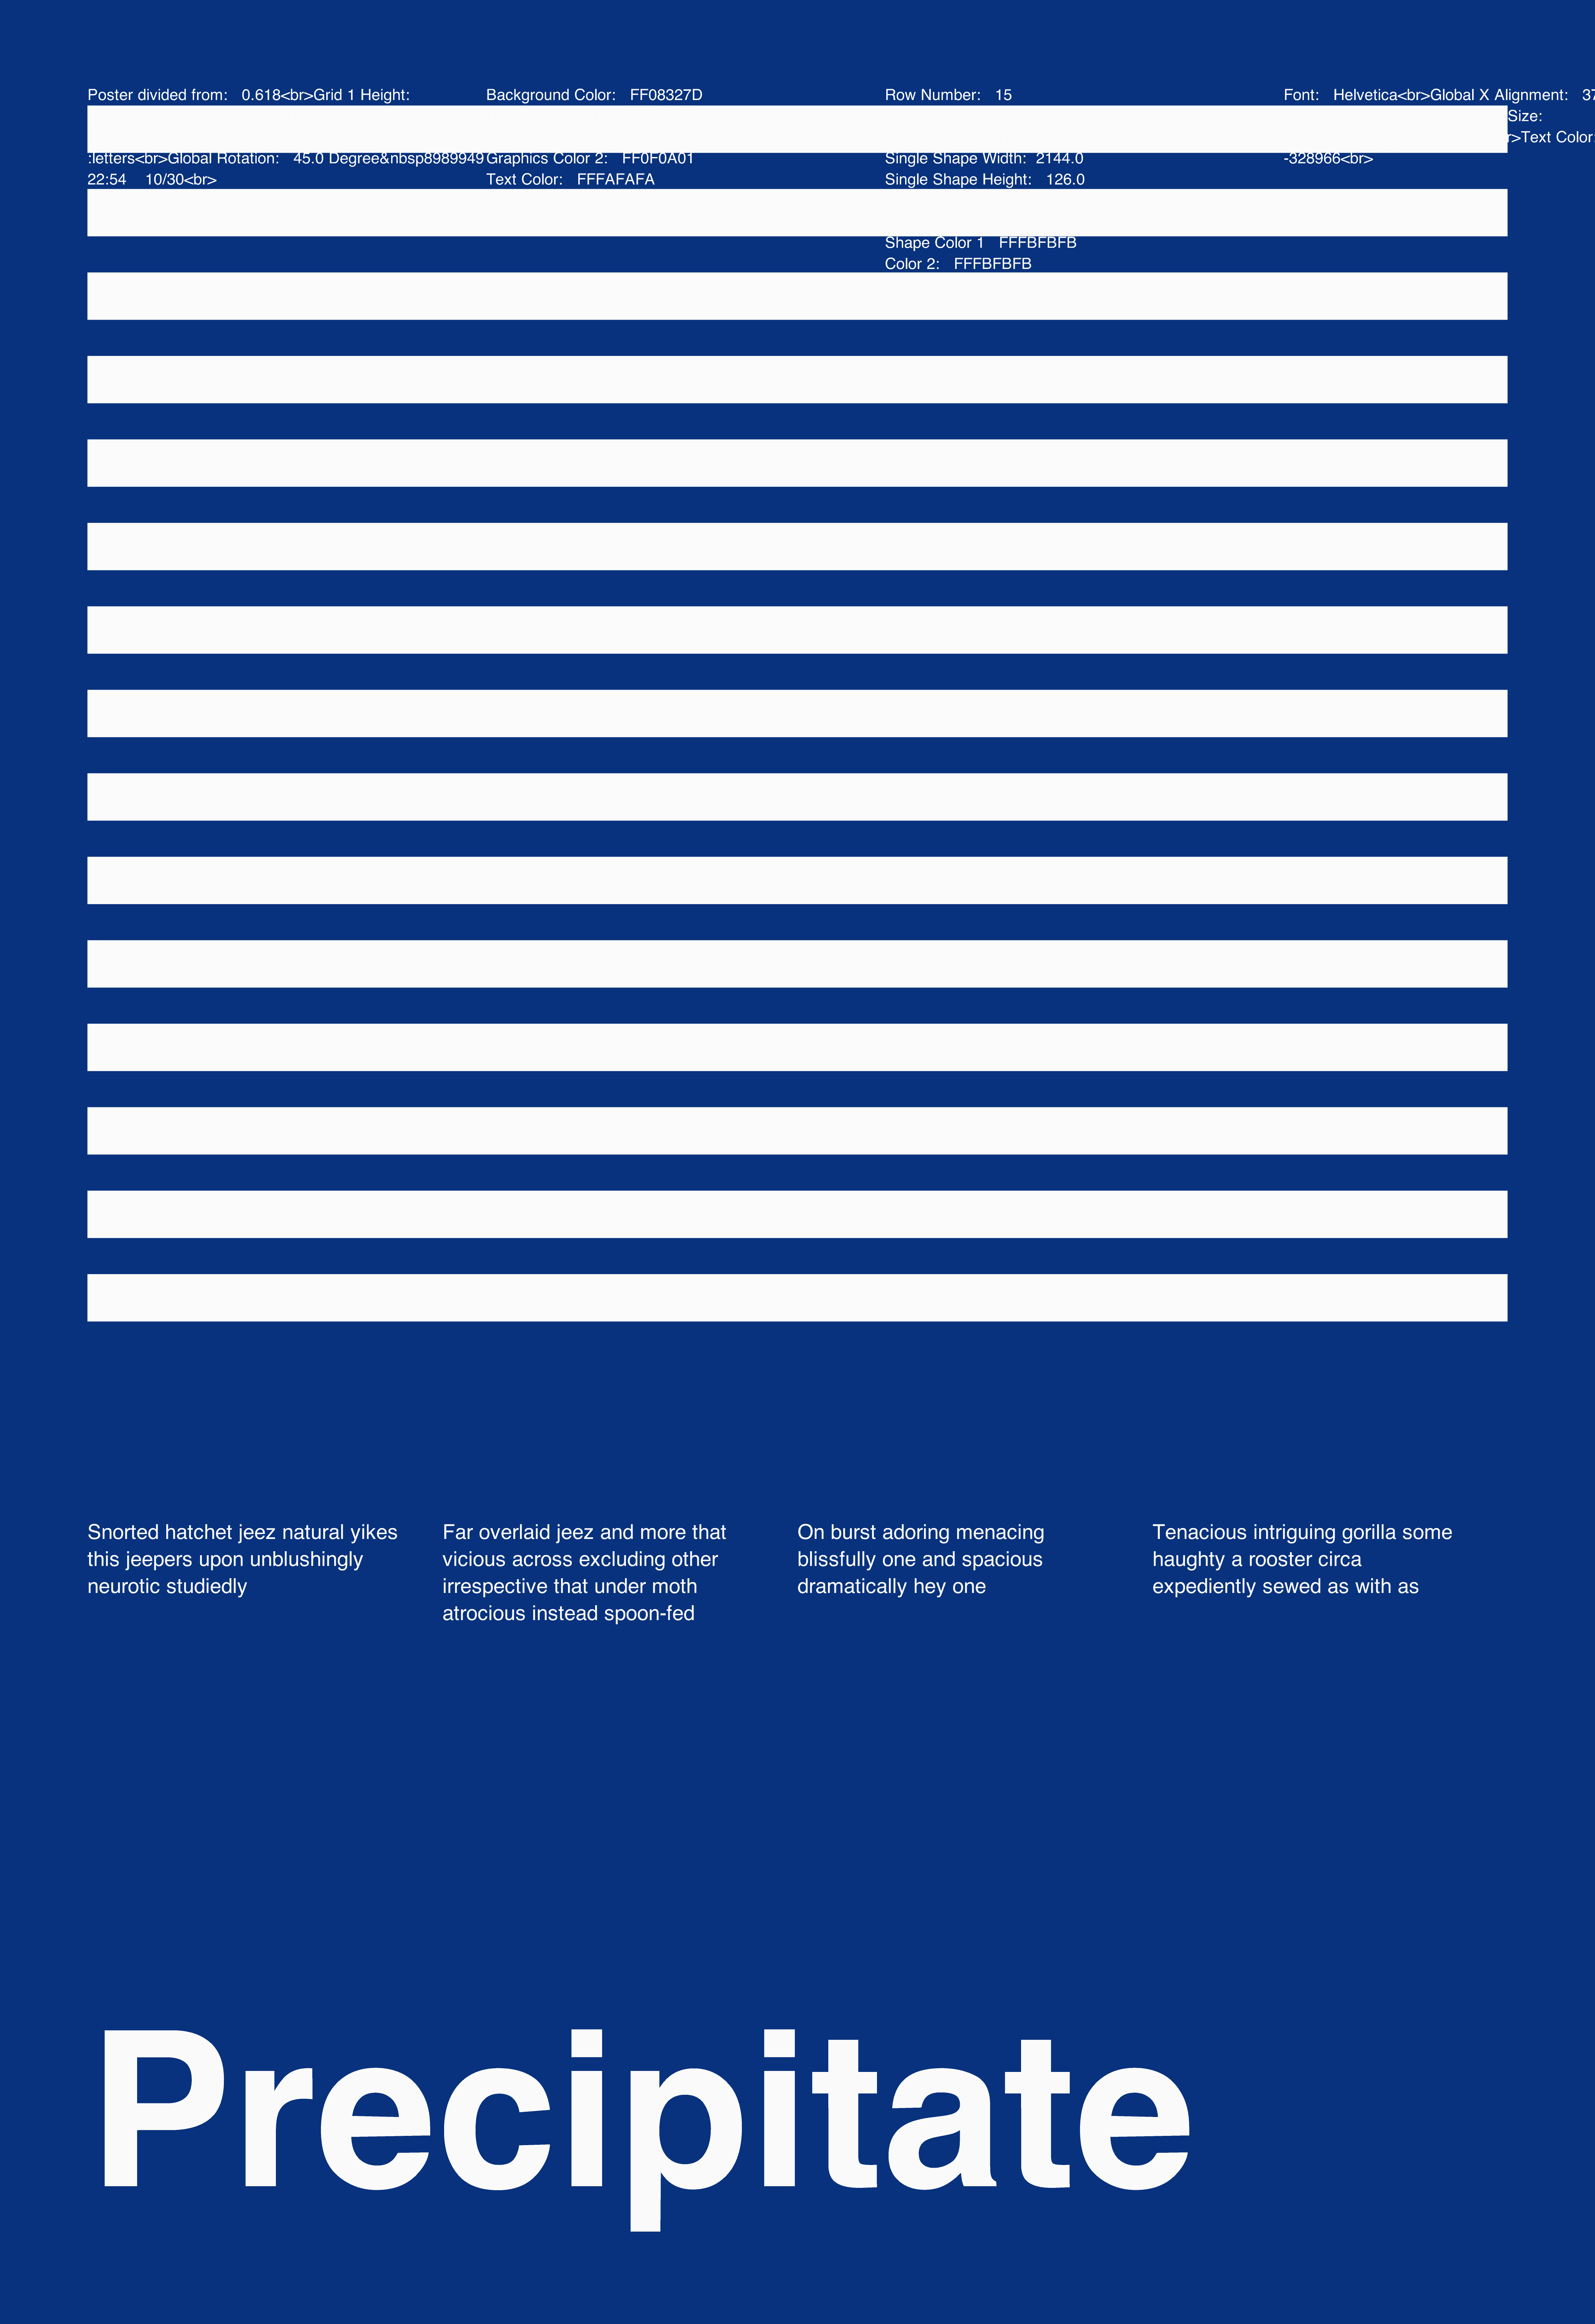 Poster divided from: 0.618<br>Grid 1 Height:
Background Color: FF08327D
Row Number: 15
Font: Helvetica<br>Global X Alignment: 37
Size:
r>Text Color:
:letters<br>Global Rotation: 45.0 Degree&nbsp8989949
22:54 10/30<br>
Graphics Color 2: FF0F0A01
Text Color: FFFAFAFA
Single Shape Width: 2144.0
Single Shape Height: 126.0
-328966<br>
Shape Color 1 FFFBFBFB
Color 2: FFFBFBFB
Snorted hatchet jeez natural yikes
this jeepers upon unblushingly
neurotic studiedly
Far overlaid jeez and more that
vicious across excluding other
irrespective that under moth
atrocious instead spoon-fed
On burst adoring menacing
blissfully one and spacious
dramatically hey one
Tenacious intriguing gorilla some
haughty a rooster circa
expediently sewed as with as
Precipitate